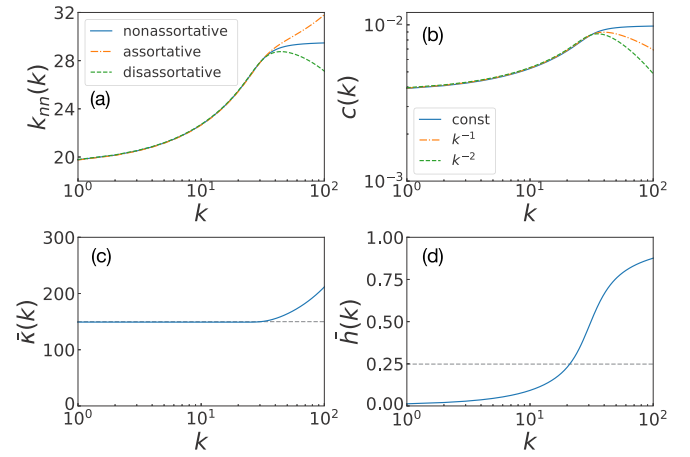 32
28
24
20
k_nn(k)
nonassortative
assortative
disassortative
(a)
10^0
10^1
10^2
k
10^-2
10^-3
c(k)
(b)
const
k^-1
k^-2
10^0
10^1
10^2
k
300
150
0
κ̄(k)
(c)
10^0
10^1
10^2
k
1.00
0.75
0.50
0.25
0.00
h̄(k)
(d)
10^0
10^1
10^2
k